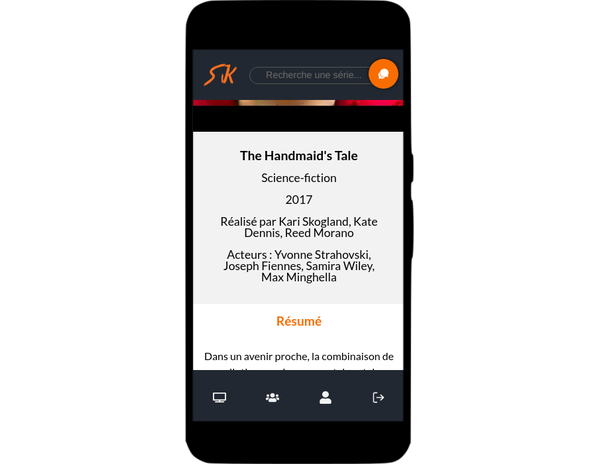 SK
Recherche une série...
The Handmaid's Tale
Science-fiction
2017
Réalisé par Kari Skogland, Kate
Dennis, Reed Morano
Acteurs : Yvonne Strahovski,
Joseph Fiennes, Samira Wiley,
Max Minghella
Résumé
Dans un avenir proche, la combinaison de